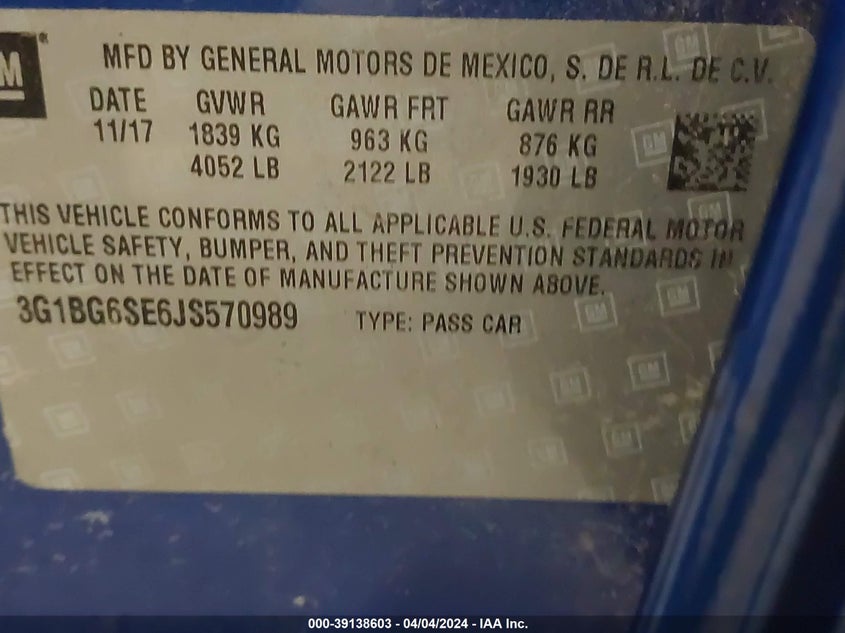 M®
MFD BY GENERAL MOTORS DE MEXICO, S. DE R.L. DE C.V.
DATE GVWR GAWR FRT GAWR RR
11/17 1839 KG 963 KG 876 KG
4052 LB 2122 LB 1930 LB
THIS VEHICLE CONFORMS TO ALL APPLICABLE U.S. FEDERAL MOTOR
VEHICLE SAFETY, BUMPER, AND THEFT PREVENTION STANDARDS IN
EFFECT ON THE DATE OF MANUFACTURE SHOWN ABOVE.
3G1BG6SE6JS570989 TYPE: PASS CAR
000-39138603 - 04/04/2024 - IAA Inc.